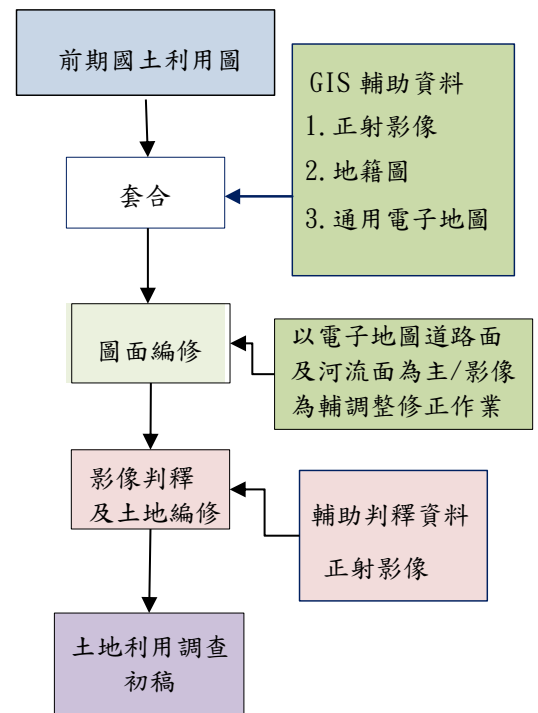 前期國土利用圖
GIS 輔助資料
1.正射影像
2.地籍圖
3.通用電子地圖
套合
圖面編修
以電子地圖道路面
及河流面為主/影像
為輔調整修正作業
影像判釋
及土地編修
輔助判釋資料
正射影像
土地利用調查
初稿